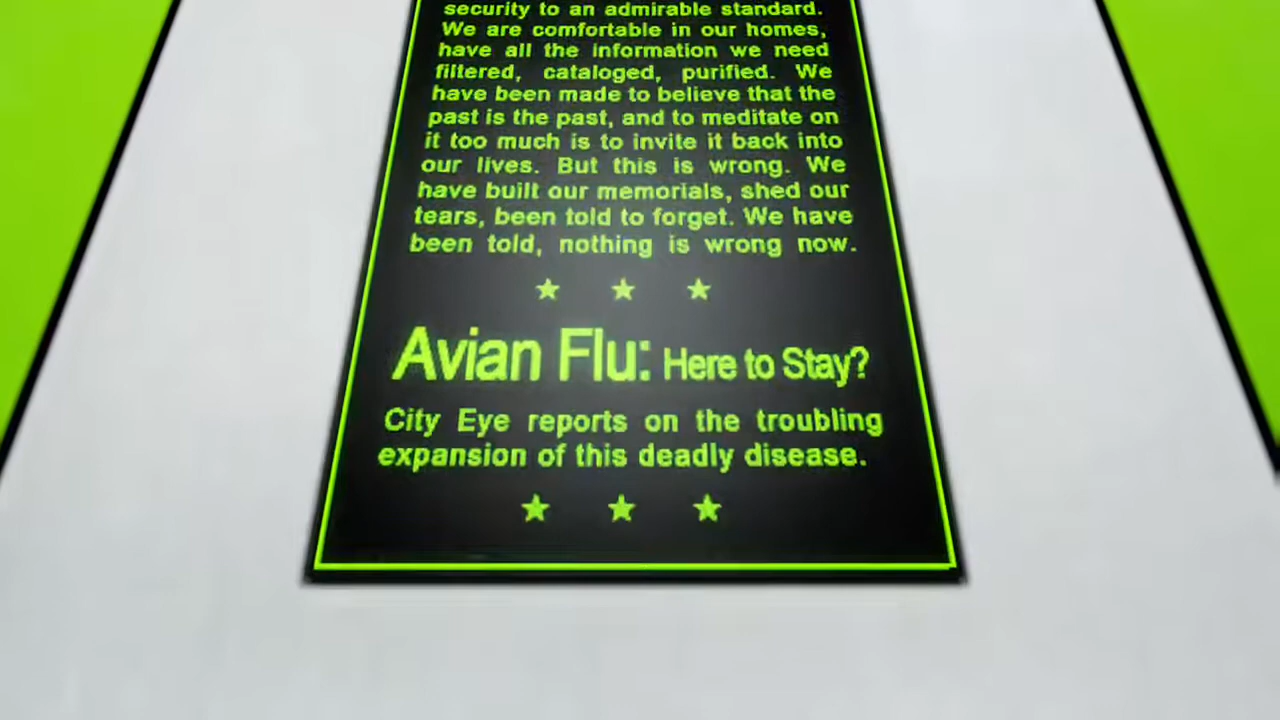 security to an admirable standard.
We are comfortable in our homes,
have all the information we need
filtered, cataloged, purified. We
have been made to believe that the
past is the past, and to meditate on
it too much is to invite it back into
our lives. But this is wrong. We
have built our memorials, shed our
tears, been told to forget. We have
been told, nothing is wrong now.
Avian Flu: Here to Stay?
City Eye reports on the troubling
expansion of this deadly disease.